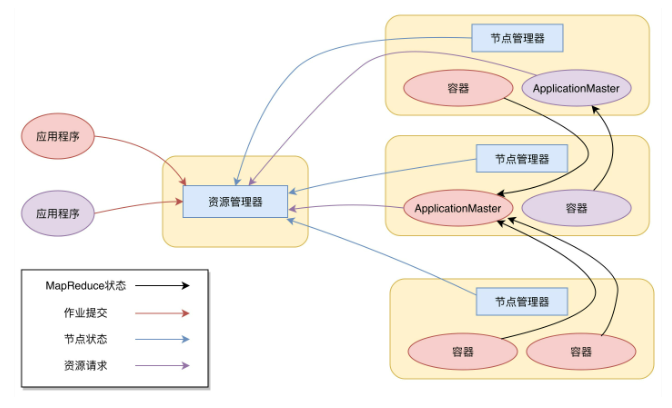 节点管理器
容器
ApplicationMaster
应用程序
节点管理器
资源管理器
ApplicationMaster
容器
应用程序
MapReduce状态
作业提交
节点状态
资源请求
节点管理器
容器
容器